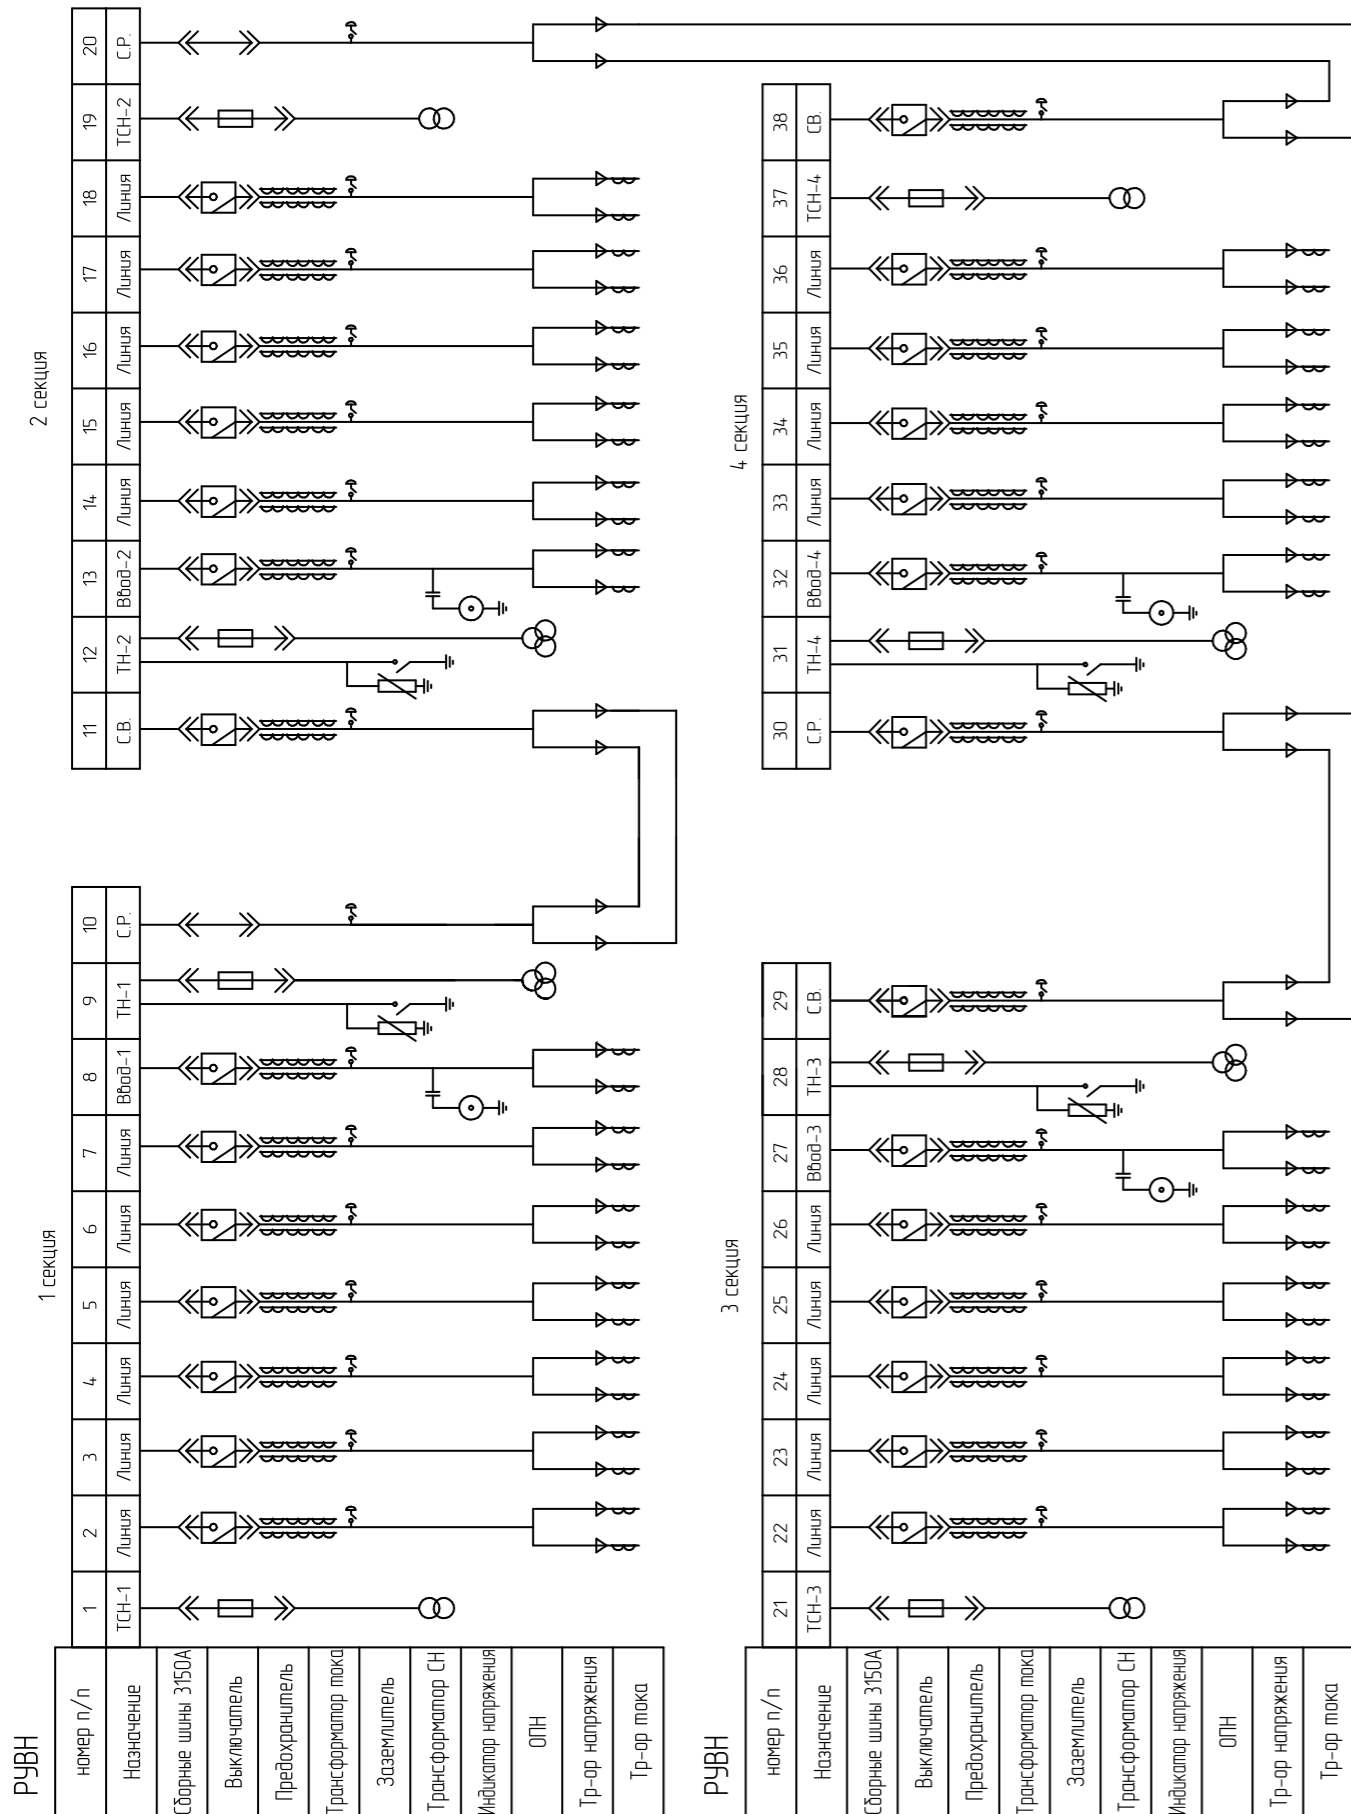 РУВН
1 секция 2 секция
номер п/п 1 2 3 4 5 6 7 8 9 10 11 12 13 14 15 16 17 18 19 20
Назначение ТСН-1 Линия Линия Линия Линия Линия Линия Ввод-1 ТН-1 С.Р. С.В. ТН-2 Ввод-2 Линия Линия Линия Линия Линия ТСН-2 С.Р.
Сборные шины 3150А
Выключатель
Предохранитель
Трансформатор тока
Заземлитель
Трансформатор СН
Индикатор напряжения
ОПН
Тр-ор напряжения
Тр-ор тока
РУВН
3 секция 4 секция
номер п/п 21 22 23 24 25 26 27 28 29 30 31 32 33 34 35 36 37 38
Назначение ТСН-3 Линия Линия Линия Линия Линия Ввод-3 ТН-3 С.В. С.Р. ТН-4 Ввод-4 Линия Линия Линия Линия ТСН-4 СВ.
Сборные шины 3150А
Выключатель
Предохранитель
Трансформатор тока
Заземлитель
Трансформатор СН
Индикатор напряжения
ОПН
Тр-ор напряжения
Тр-ор тока